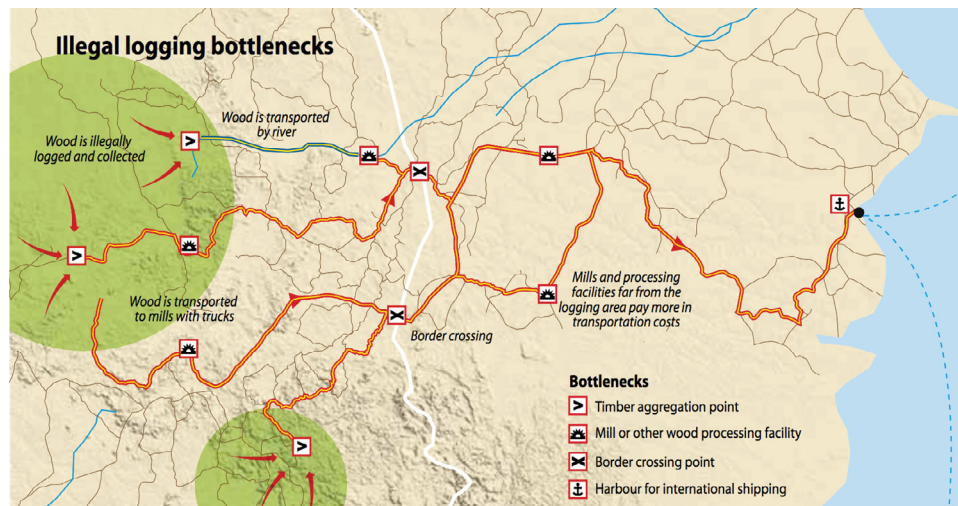 Illegal logging bottlenecks
Wood is transported
by river
Wood is illegally
logged and collected
Wood is transported
to mills with trucks
Border crossing
Mills and processing
facilities far from the
logging area pay more in
transportation costs
Bottlenecks
Timber aggregation point
Mill or other wood processing facility
Border crossing point
Harbour for international shipping